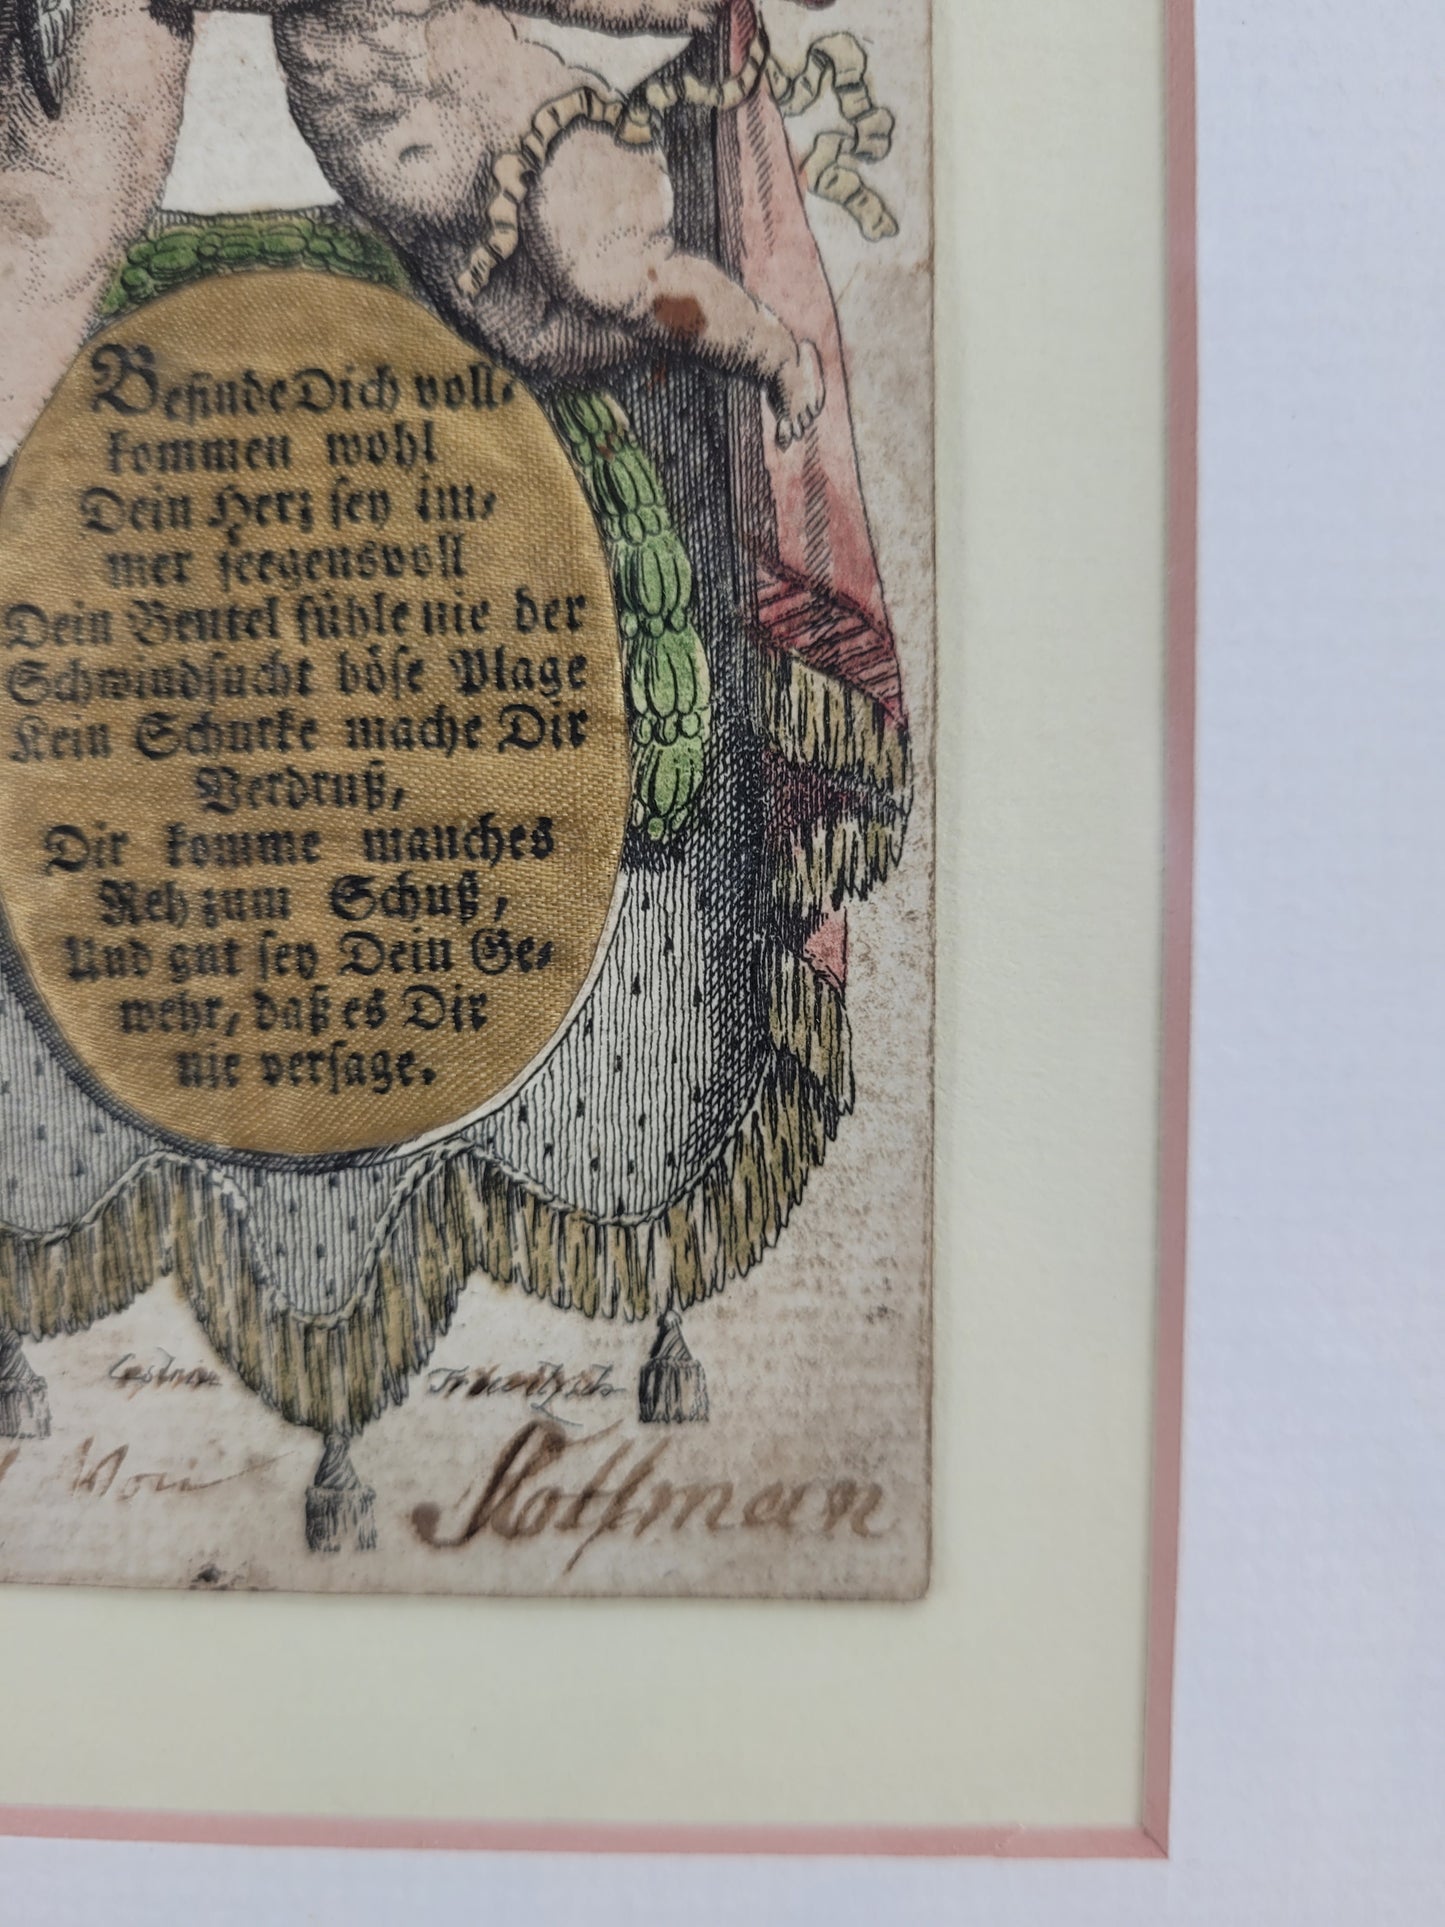 Befinde Dich voll⸗
kommen wohl
Dein Herz sey im⸗
mer seegensvoll
Dein Beutel fühle nie der
Schwindsucht böse Plage
Kein Schurke mache Dir
Verdruß,
Dir komme manches
Reh zum Schuß,
Und gut sey Dein Ge⸗
wehr, daß es Dir
nie versage.
Hoffman